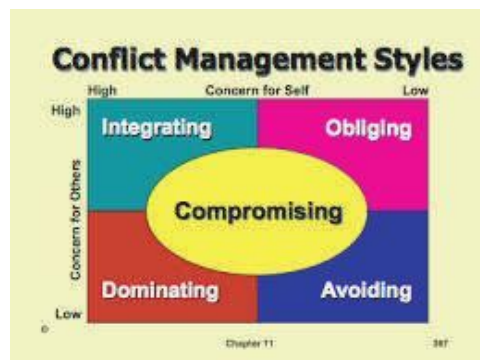 Conflict Management Styles
High Concern for Self Low
High
Integrating Obliging
Concern for Others
Compromising
Dominating Avoiding
Low
©
Chapter 11